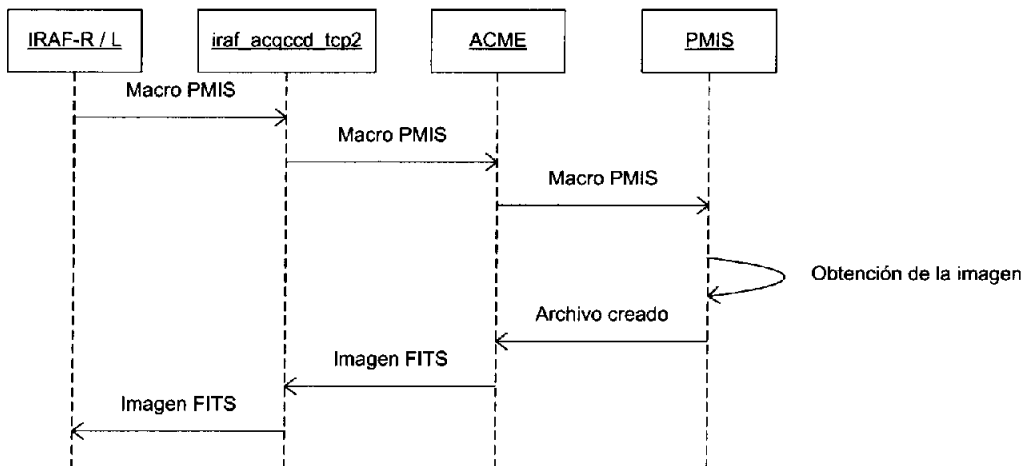 IRAF-R / L
iraf_acqccd_tcp2
ACME
PMIS
Macro PMIS
Macro PMIS
Macro PMIS
Obtención de la imagen
Archivo creado
Imagen FITS
Imagen FITS